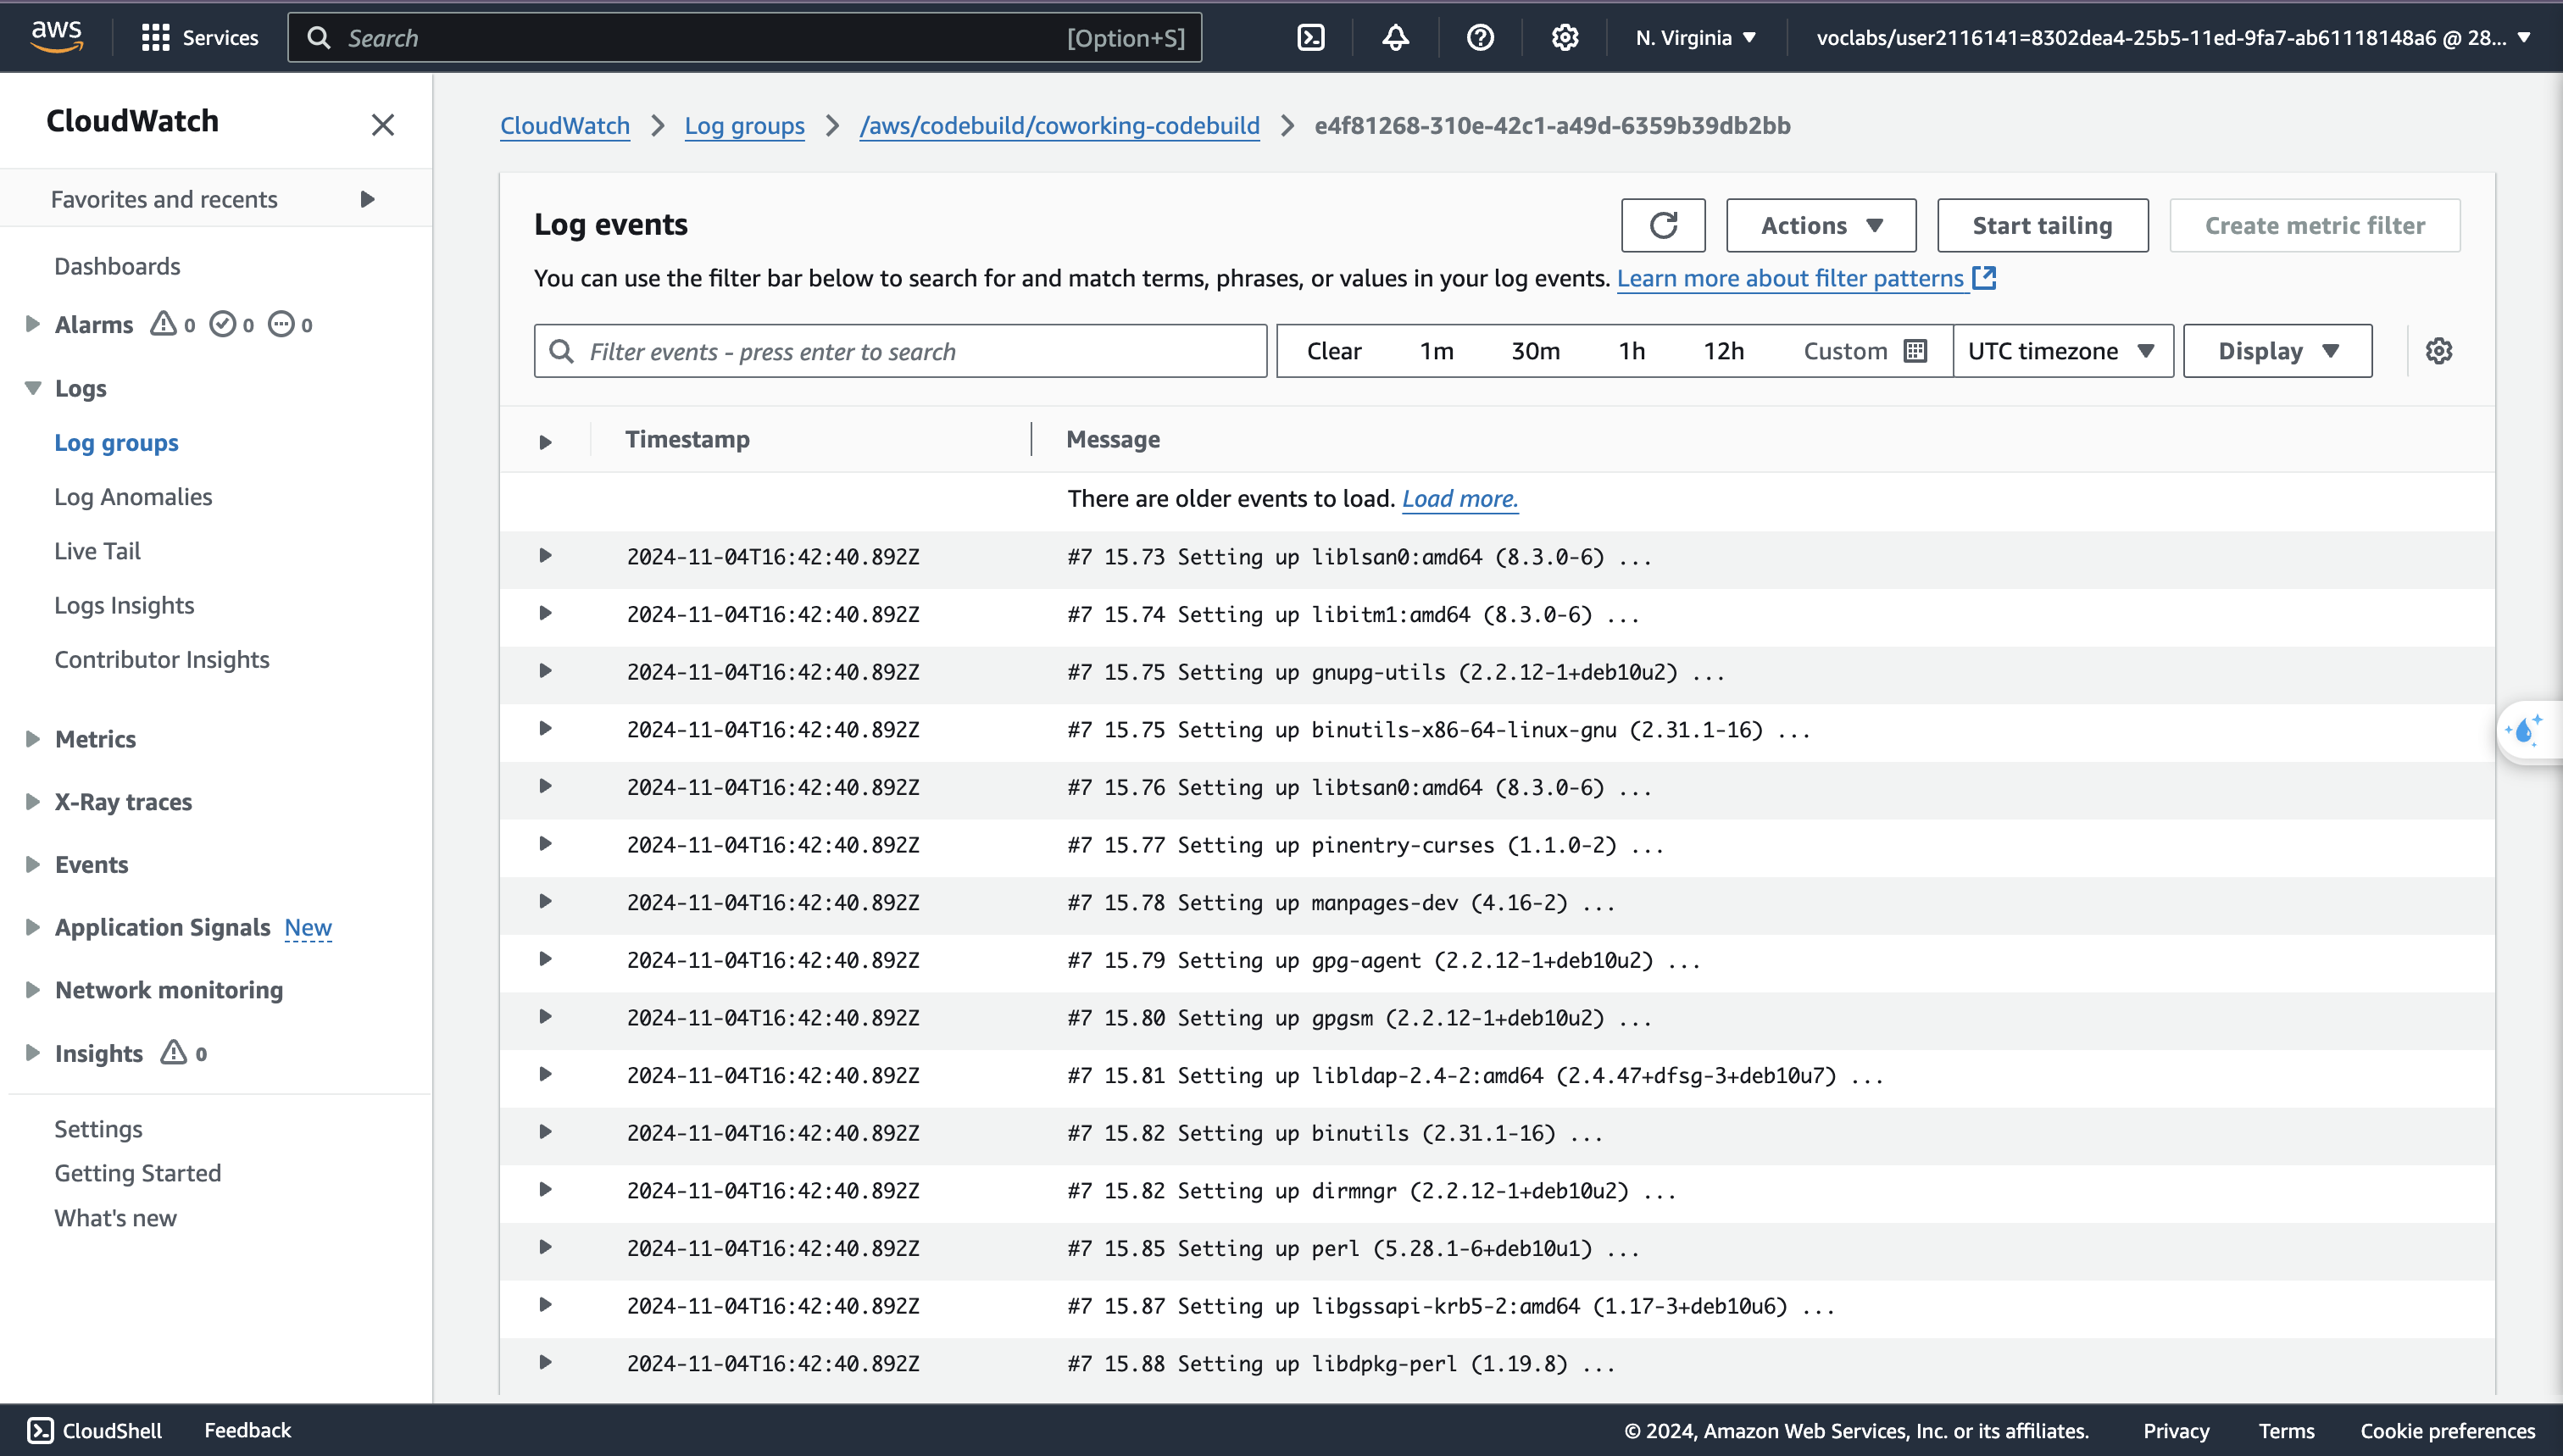 aws Services Search [Option+S] N. Virginia voclabs/user2116141=8302dea4-25b5-11ed-9fa7-ab61118148a6 @ 28...
CloudWatch
Favorites and recents
Dashboards
Alarms 0 0 0
Logs
Log groups
Log Anomalies
Live Tail
Logs Insights
Contributor Insights
Metrics
X-Ray traces
Events
Application Signals New
Network monitoring
Insights 0
Settings
Getting Started
What's new
CloudWatch Log groups /aws/codebuild/coworking-codebuild e4f81268-310e-42c1-a49d-6359b39db2bb
Log events
Actions Start tailing Create metric filter
You can use the filter bar below to search for and match terms, phrases, or values in your log events. Learn more about filter patterns
Filter events - press enter to search Clear 1m 30m 1h 12h Custom UTC timezone Display
Timestamp Message
There are older events to load. Load more.
2024-11-04T16:42:40.892Z #7 15.73 Setting up liblsan0:amd64 (8.3.0-6) ...
2024-11-04T16:42:40.892Z #7 15.74 Setting up libitm1:amd64 (8.3.0-6) ...
2024-11-04T16:42:40.892Z #7 15.75 Setting up gnupg-utils (2.2.12-1+deb10u2) ...
2024-11-04T16:42:40.892Z #7 15.75 Setting up binutils-x86-64-linux-gnu (2.31.1-16) ...
2024-11-04T16:42:40.892Z #7 15.76 Setting up libtsan0:amd64 (8.3.0-6) ...
2024-11-04T16:42:40.892Z #7 15.77 Setting up pinentry-curses (1.1.0-2) ...
2024-11-04T16:42:40.892Z #7 15.78 Setting up manpages-dev (4.16-2) ...
2024-11-04T16:42:40.892Z #7 15.79 Setting up gpg-agent (2.2.12-1+deb10u2) ...
2024-11-04T16:42:40.892Z #7 15.80 Setting up gpgsm (2.2.12-1+deb10u2) ...
2024-11-04T16:42:40.892Z #7 15.81 Setting up libldap-2.4-2:amd64 (2.4.47+dfsg-3+deb10u7) ...
2024-11-04T16:42:40.892Z #7 15.82 Setting up binutils (2.31.1-16) ...
2024-11-04T16:42:40.892Z #7 15.82 Setting up dirmngr (2.2.12-1+deb10u2) ...
2024-11-04T16:42:40.892Z #7 15.85 Setting up perl (5.28.1-6+deb10u1) ...
2024-11-04T16:42:40.892Z #7 15.87 Setting up libgssapi-krb5-2:amd64 (1.17-3+deb10u6) ...
2024-11-04T16:42:40.892Z #7 15.88 Setting up libdpkg-perl (1.19.8) ...
CloudShell Feedback © 2024, Amazon Web Services, Inc. or its affiliates. Privacy Terms Cookie preferences